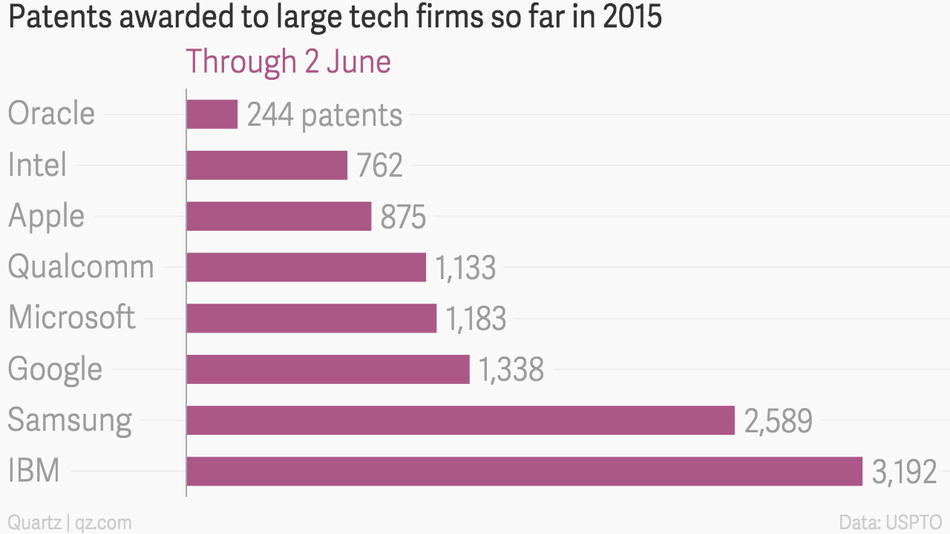 Patents awarded to large tech firms so far in 2015
Through 2 June
Oracle 244 patents
Intel 762
Apple 875
Qualcomm 1,133
Microsoft 1,183
Google 1,338
Samsung 2,589
IBM 3,192
Quartz | qz.com Data: USPTO